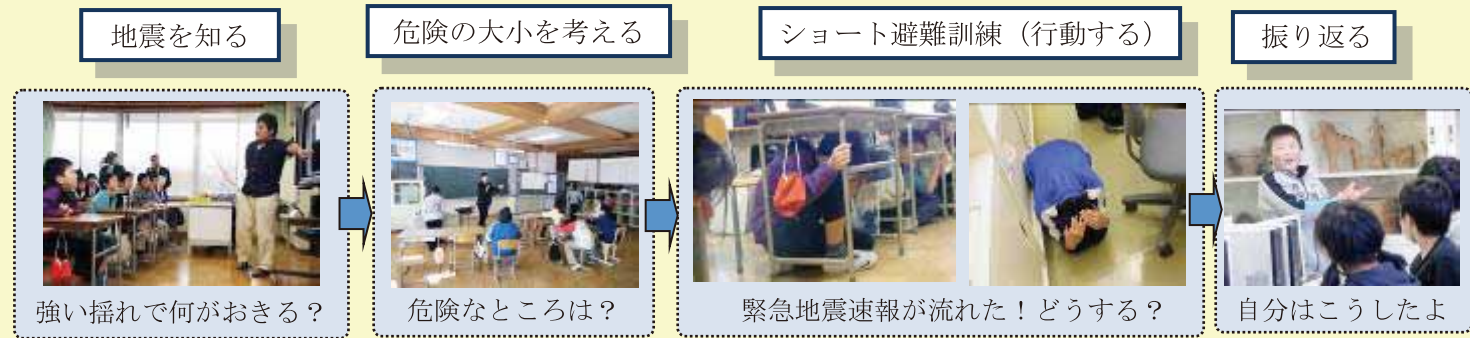 地震を知る
危険の大小を考える
ショート避難訓練（行動する）
振り返る
強い揺れで何がおきる？
危険なところは？
緊急地震速報が流れた！どうする？
自分はこうしたよ